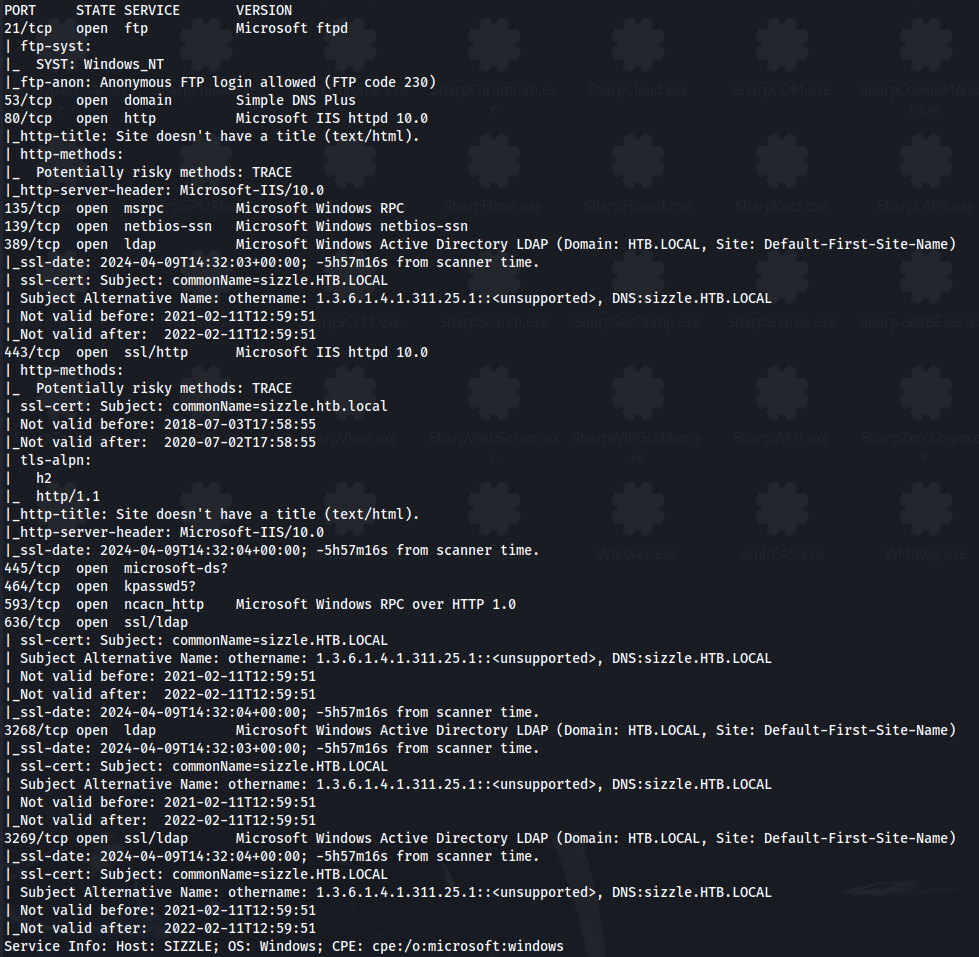 PORT     STATE SERVICE       VERSION
21/tcp   open  ftp           Microsoft ftpd
| ftp-syst:
|_  SYST: Windows_NT
|_ftp-anon: Anonymous FTP login allowed (FTP code 230)
53/tcp   open  domain        Simple DNS Plus
80/tcp   open  http          Microsoft IIS httpd 10.0
|_http-title: Site doesn't have a title (text/html).
| http-methods:
|_  Potentially risky methods: TRACE
|_http-server-header: Microsoft-IIS/10.0
135/tcp  open  msrpc         Microsoft Windows RPC
139/tcp  open  netbios-ssn   Microsoft Windows netbios-ssn
389/tcp  open  ldap          Microsoft Windows Active Directory LDAP (Domain: HTB.LOCAL, Site: Default-First-Site-Name)
|_ssl-date: 2024-04-09T14:32:03+00:00; -5h57m16s from scanner time.
| ssl-cert: Subject: commonName=sizzle.HTB.LOCAL
| Subject Alternative Name: othername: 1.3.6.1.4.1.311.25.1::<unsupported>, DNS:sizzle.HTB.LOCAL
| Not valid before: 2021-02-11T12:59:51
|_Not valid after:  2022-02-11T12:59:51
443/tcp  open  ssl/http      Microsoft IIS httpd 10.0
| http-methods:
|_  Potentially risky methods: TRACE
| ssl-cert: Subject: commonName=sizzle.htb.local
| Not valid before: 2018-07-03T17:58:55
|_Not valid after:  2020-07-02T17:58:55
| tls-alpn:
|   h2
|_  http/1.1
|_http-title: Site doesn't have a title (text/html).
|_http-server-header: Microsoft-IIS/10.0
|_ssl-date: 2024-04-09T14:32:04+00:00; -5h57m16s from scanner time.
445/tcp  open  microsoft-ds?
464/tcp  open  kpasswd5?
593/tcp  open  ncacn_http    Microsoft Windows RPC over HTTP 1.0
636/tcp  open  ssl/ldap
| ssl-cert: Subject: commonName=sizzle.HTB.LOCAL
| Subject Alternative Name: othername: 1.3.6.1.4.1.311.25.1::<unsupported>, DNS:sizzle.HTB.LOCAL
| Not valid before: 2021-02-11T12:59:51
|_Not valid after:  2022-02-11T12:59:51
|_ssl-date: 2024-04-09T14:32:04+00:00; -5h57m16s from scanner time.
3268/tcp open  ldap          Microsoft Windows Active Directory LDAP (Domain: HTB.LOCAL, Site: Default-First-Site-Name)
|_ssl-date: 2024-04-09T14:32:03+00:00; -5h57m16s from scanner time.
| ssl-cert: Subject: commonName=sizzle.HTB.LOCAL
| Subject Alternative Name: othername: 1.3.6.1.4.1.311.25.1::<unsupported>, DNS:sizzle.HTB.LOCAL
| Not valid before: 2021-02-11T12:59:51
|_Not valid after:  2022-02-11T12:59:51
3269/tcp open  ssl/ldap      Microsoft Windows Active Directory LDAP (Domain: HTB.LOCAL, Site: Default-First-Site-Name)
|_ssl-date: 2024-04-09T14:32:04+00:00; -5h57m16s from scanner time.
| ssl-cert: Subject: commonName=sizzle.HTB.LOCAL
| Subject Alternative Name: othername: 1.3.6.1.4.1.311.25.1::<unsupported>, DNS:sizzle.HTB.LOCAL
| Not valid before: 2021-02-11T12:59:51
|_Not valid after:  2022-02-11T12:59:51
Service Info: Host: SIZZLE; OS: Windows; CPE: cpe:/o:microsoft:windows